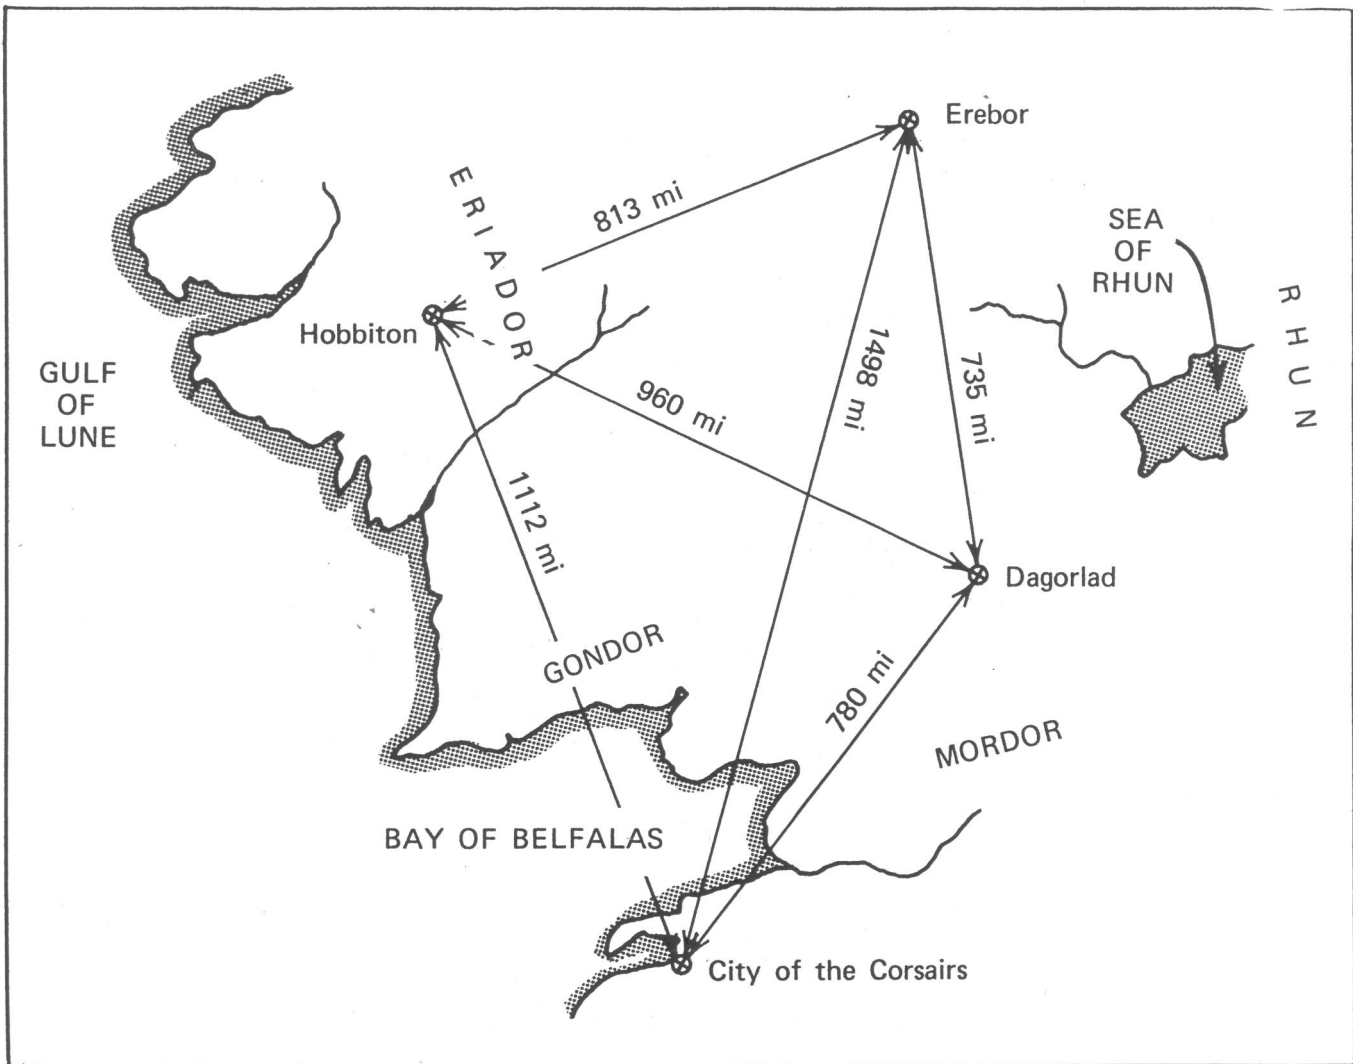 Erebor
ERIADOR
813 mi
SEA
OF
RHUN
RHUN
Hobbiton
GULF
OF
LUNE
1498 mi
735 mi
960 mi
1112 mi
Dagorlad
GONDOR
780 mi
MORDOR
BAY OF BELFALAS
City of the Corsairs